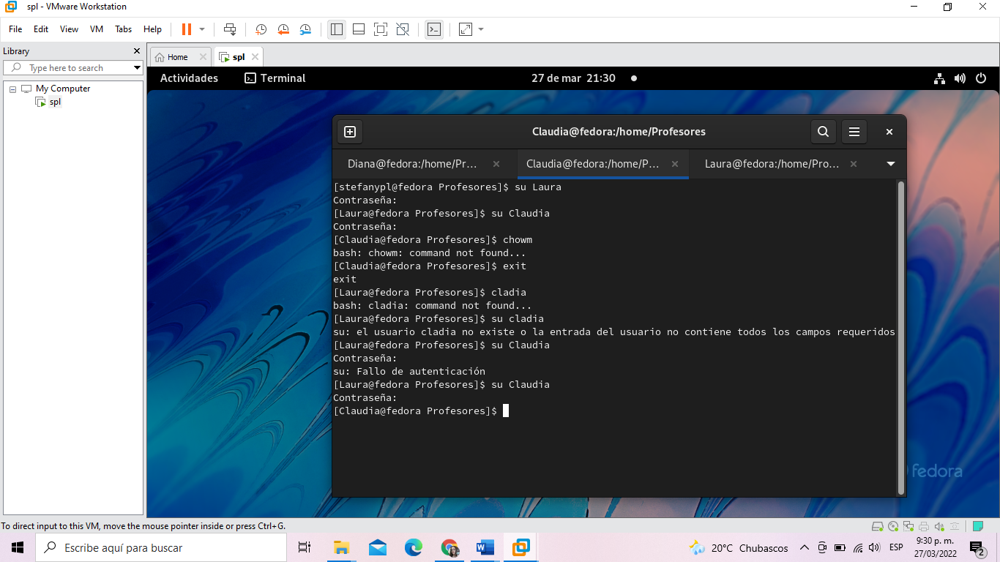 spl - VMware Workstation
File Edit View VM Tabs Help
Library
Type here to search
My Computer
spl
Home
spl
Actividades
Terminal
27 de mar 21:30
Claudia@fedora:/home/Profesores
Diana@fedora:/home/Pr...
Claudia@fedora:/home/P...
Laura@fedora:/home/Pro...
[stefanypl@fedora Profesores]$ su Laura
Contraseña:
[Laura@fedora Profesores]$ su Claudia
Contraseña:
[Claudia@fedora Profesores]$ chowm
bash: chowm: command not found...
[Claudia@fedora Profesores]$ exit
exit
[Laura@fedora Profesores]$ cladia
bash: cladia: command not found...
[Laura@fedora Profesores]$ su cladia
su: el usuario cladia no existe o la entrada del usuario no contiene todos los campos requeridos
[Laura@fedora Profesores]$ su Claudia
Contraseña:
su: Fallo de autenticación
[Laura@fedora Profesores]$ su Claudia
Contraseña:
[Claudia@fedora Profesores]$
fedora
To direct input to this VM, move the mouse pointer inside or press Ctrl+G.
Escribe aquí para buscar
20°C Chubascos
ESP
9:30 p. m.
27/03/2022
2